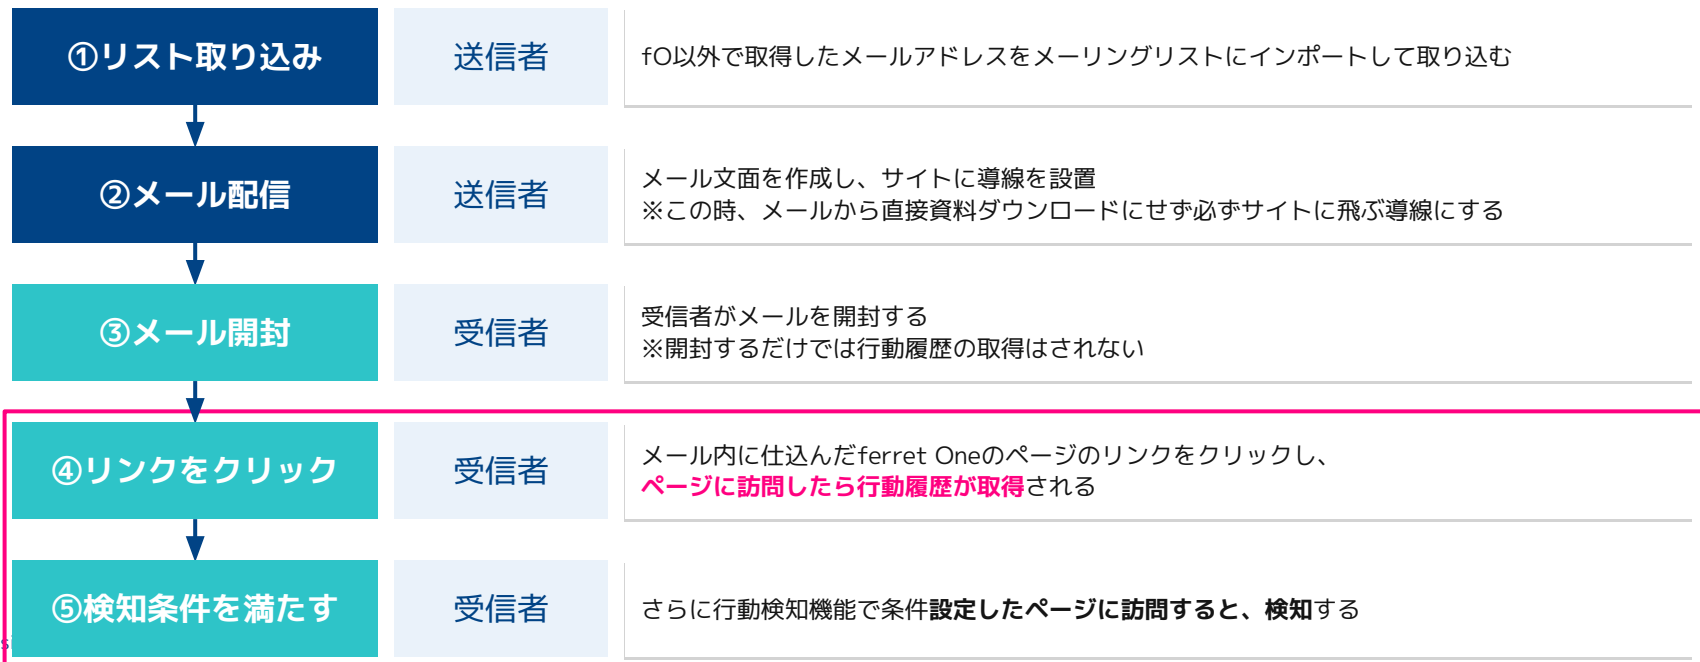 ①リスト取り込み
送信者
fO以外で取得したメールアドレスをメーリングリストにインポートして取り込む
②メール配信
送信者
メール文面を作成し、サイトに導線を設置
※この時、メールから直接資料ダウンロードにせず必ずサイトに飛ぶ導線にする
③メール開封
受信者
受信者がメールを開封する
※開封するだけでは行動履歴の取得はされない
④リンクをクリック
受信者
メール内に仕込んだferret Oneのページのリンクをクリックし、
ページに訪問したら行動履歴が取得される
⑤検知条件を満たす
受信者
さらに行動検知機能で条件設定したページに訪問すると、検知する